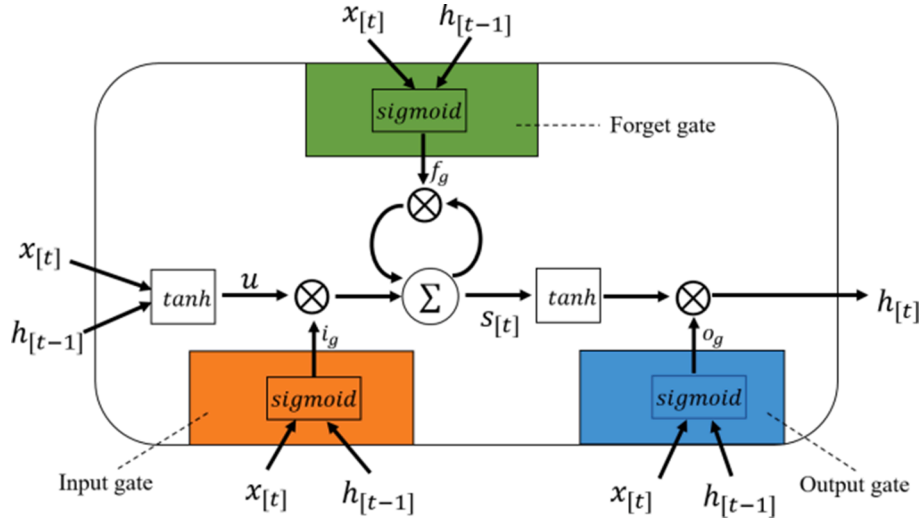 x[t] h[t−1]
sigmoid
Forget gate
f_g
x[t]
u
tanh
h[t−1]
Σ
s[t]
tanh
h[t]
i_g
o_g
sigmoid
sigmoid
Input gate
x[t] h[t−1]
x[t] h[t−1]
Output gate